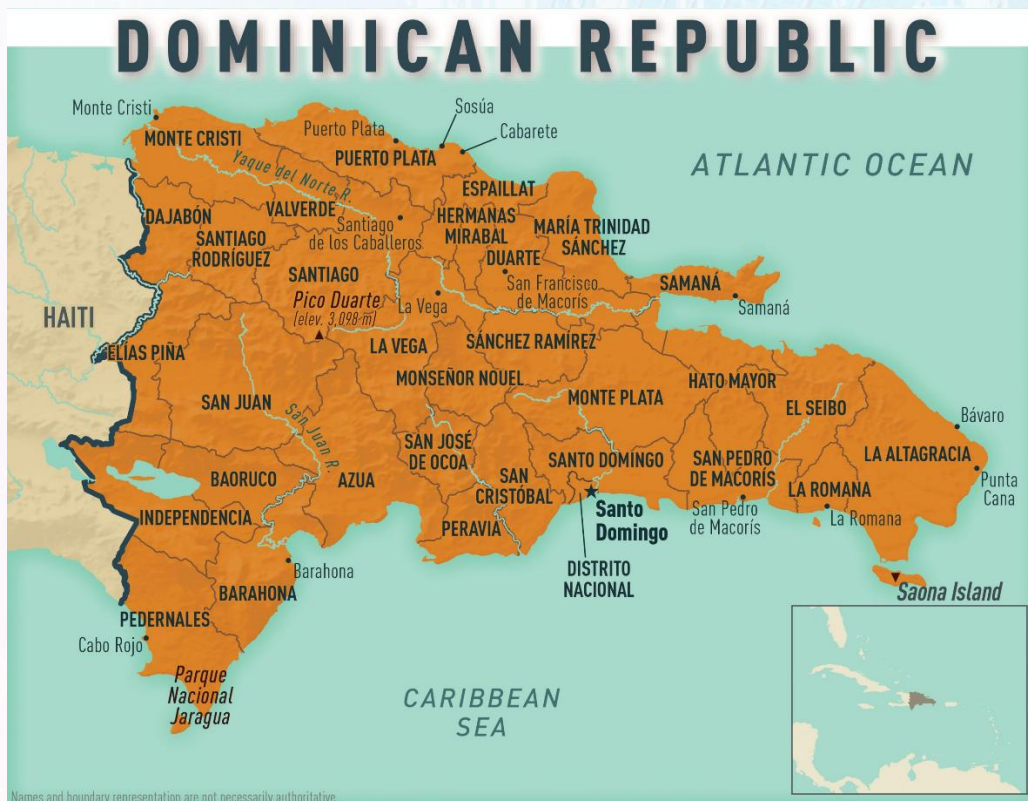 DOMINICAN REPUBLIC
Monte Cristi
Sosúa
Puerto Plata
Cabarete
MONTE CRISTI
PUERTO PLATA
ATLANTIC OCEAN
Yaque del Norte R.
ESPAILLAT
DAJABÓN
VALVERDE
HERMANAS
MIRABAL
MARÍA TRINIDAD
SÁNCHEZ
Santiago
de los Caballeros
SANTIAGO
RODRÍGUEZ
DUARTE
SANTIAGO
San Francisco
de Macorís
SAMANÁ
Samaná
Pico Duarte
(elev. 3,098 m)
La Vega
HAITI
ELÍAS PIÑA
LA VEGA
SÁNCHEZ RAMÍREZ
MONSEÑOR NOUEL
HATO MAYOR
SAN JUAN
San Juan R.
MONTE PLATA
EL SEIBO
Bávaro
SAN JOSÉ
DE OCOA
SANTO DOMINGO
SAN PEDRO
DE MACORÍS
LA ALTAGRACIA
Punta
Cana
BAORUCO
AZUA
SAN
CRISTÓBAL
LA ROMANA
INDEPENDENCIA
PERAVIA
Santo
Domingo
San Pedro
de Macorís
La Romana
DISTRITO
NACIONAL
Barahona
BARAHONA
Saona Island
PEDERNALES
Cabo Rojo
Parque
Nacional
Jaragua
CARIBBEAN
SEA
Names and boundary representation are not necessarily authoritative